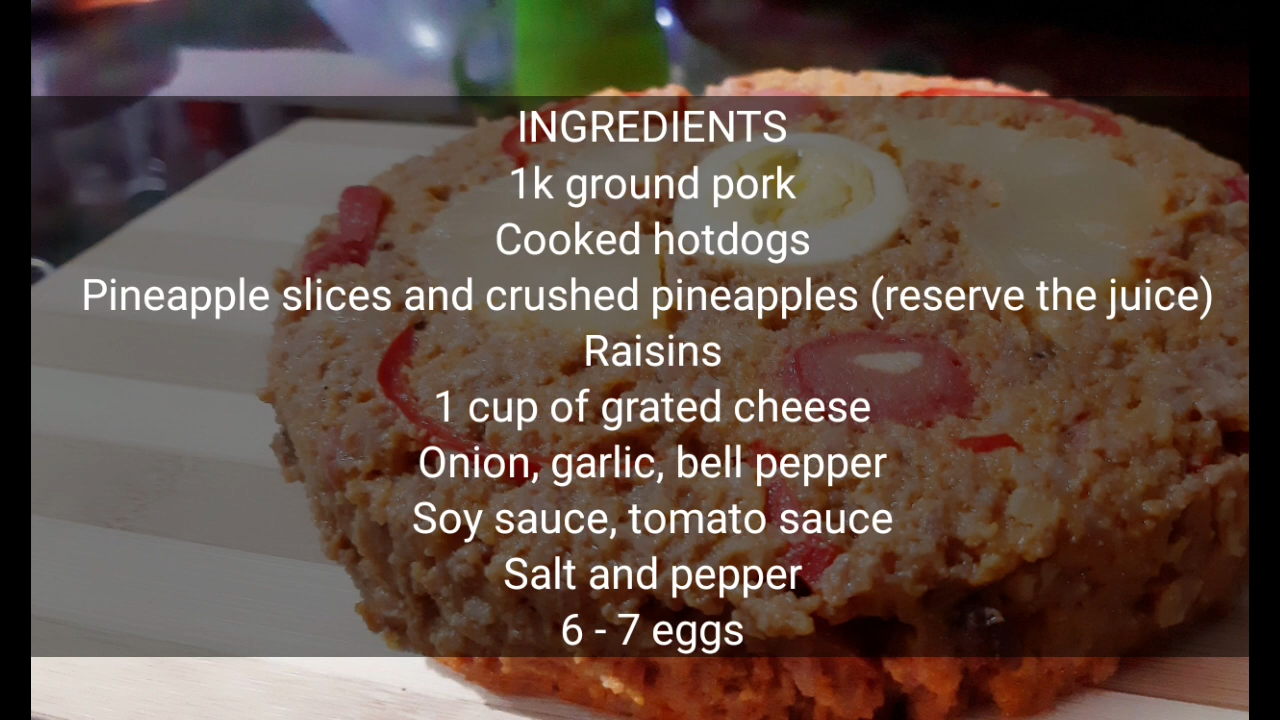 INGREDIENTS
1k ground pork
Cooked hotdogs
Pineapple slices and crushed pineapples (reserve the juice)
Raisins
1 cup of grated cheese
Onion, garlic, bell pepper
Soy sauce, tomato sauce
Salt and pepper
6 - 7 eggs